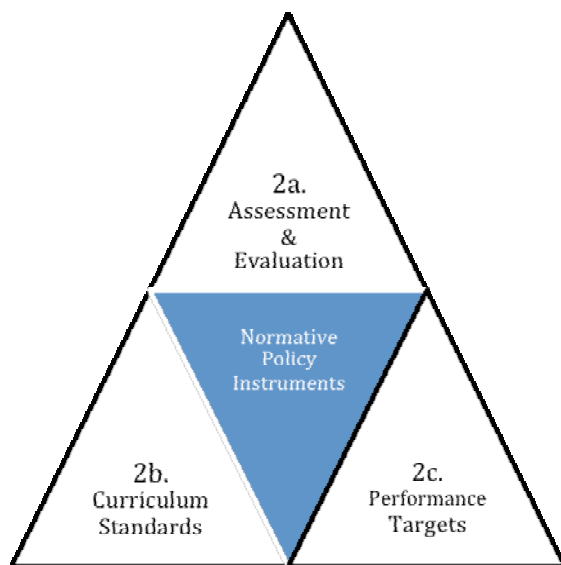 2a.
Assessment
&
Evaluation
Normative
Policy
Instruments
2b.
Curriculum
Standards
2c.
Performance
Targets